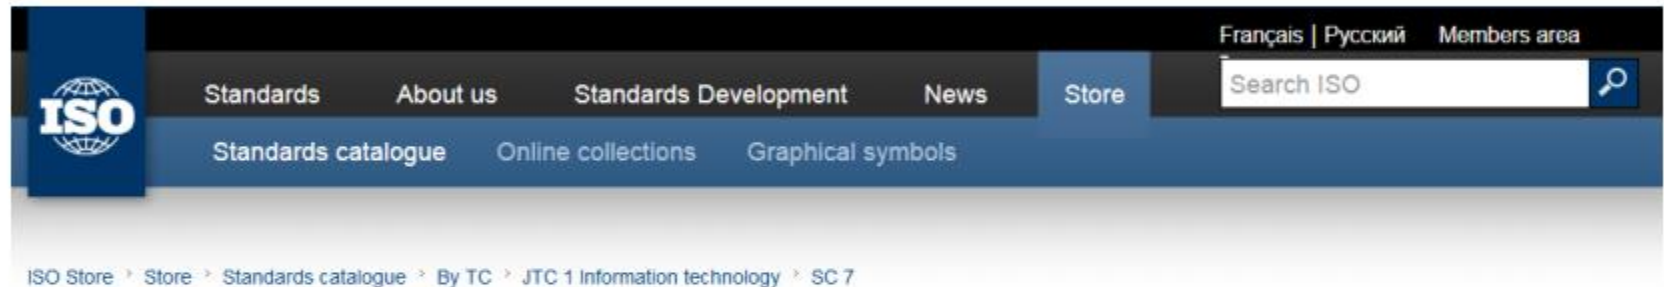 Français | Русский Members area
Search ISO
ISO
Standards About us Standards Development News Store
Standards catalogue Online collections Graphical symbols
ISO Store › Store › Standards catalogue › By TC › JTC 1 Information technology › SC 7